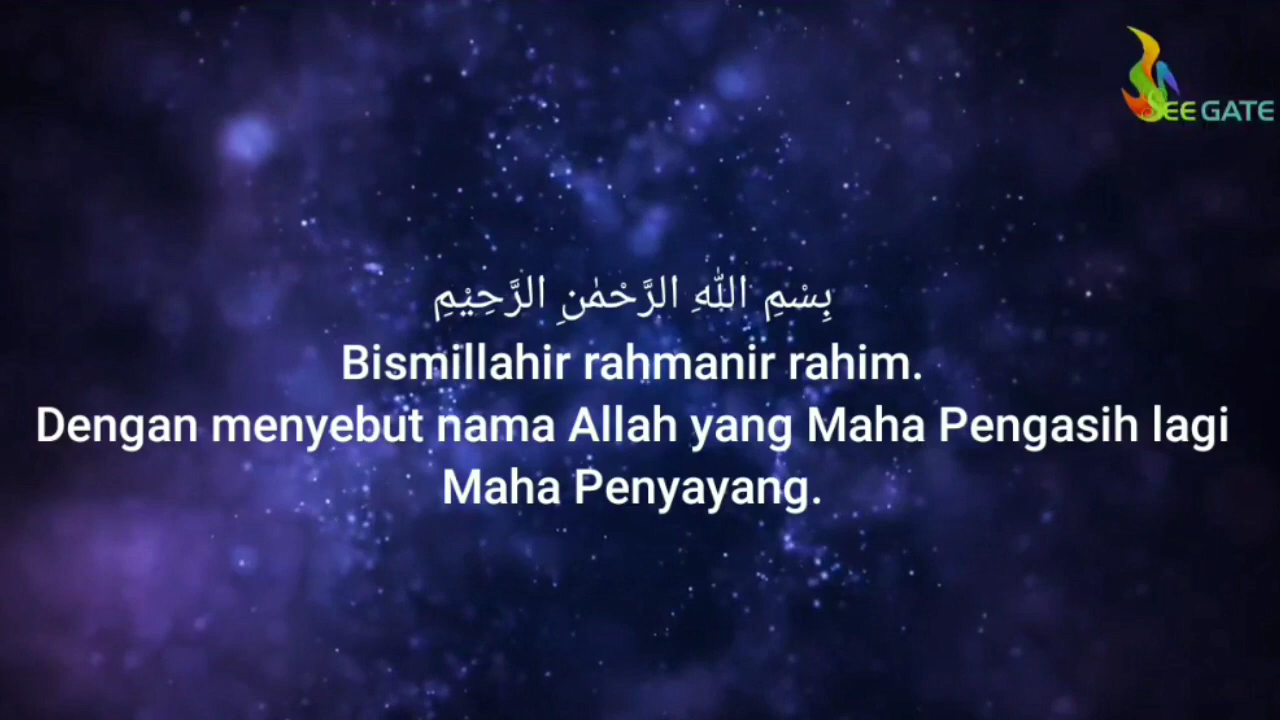 SEE GATE
بِسْمِ اللّٰهِ الرَّحْمٰنِ الرَّحِيْمِ
Bismillahir rahmanir rahim.
Dengan menyebut nama Allah yang Maha Pengasih lagi
Maha Penyayang.